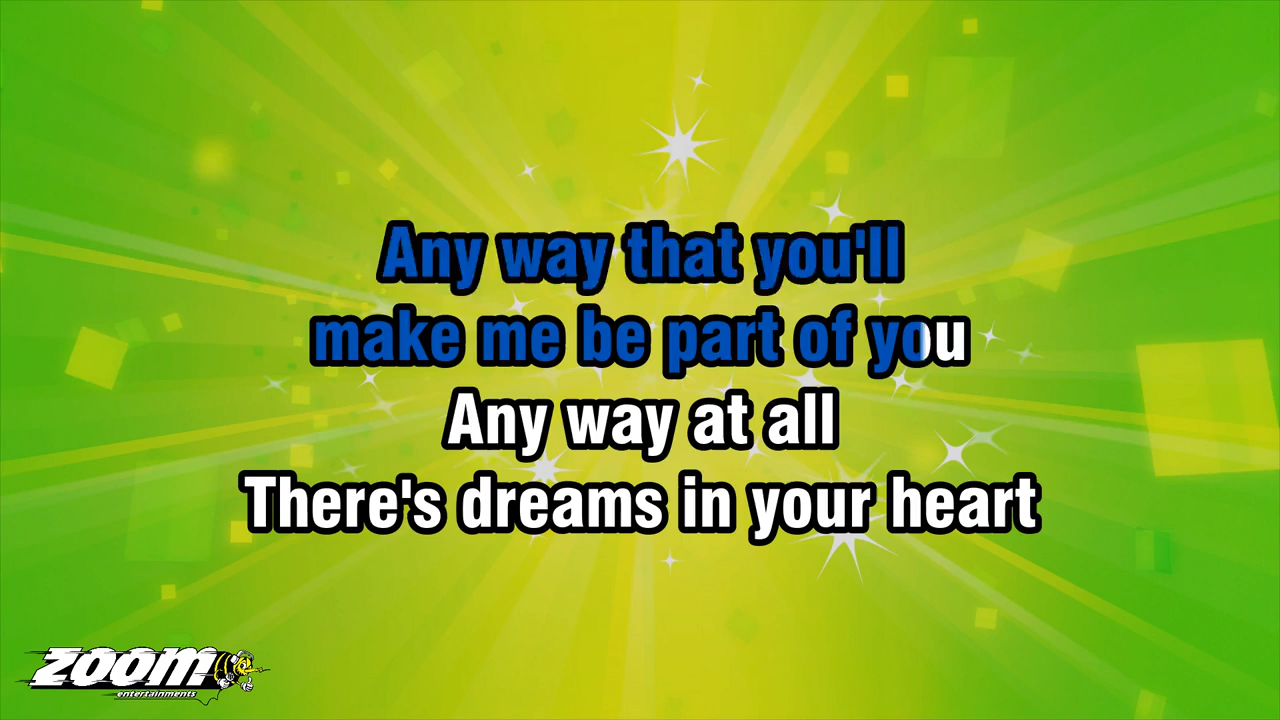 Any way that you'll
make me be part of you
Any way at all
There's dreams in your heart
ZOOM
entertainments